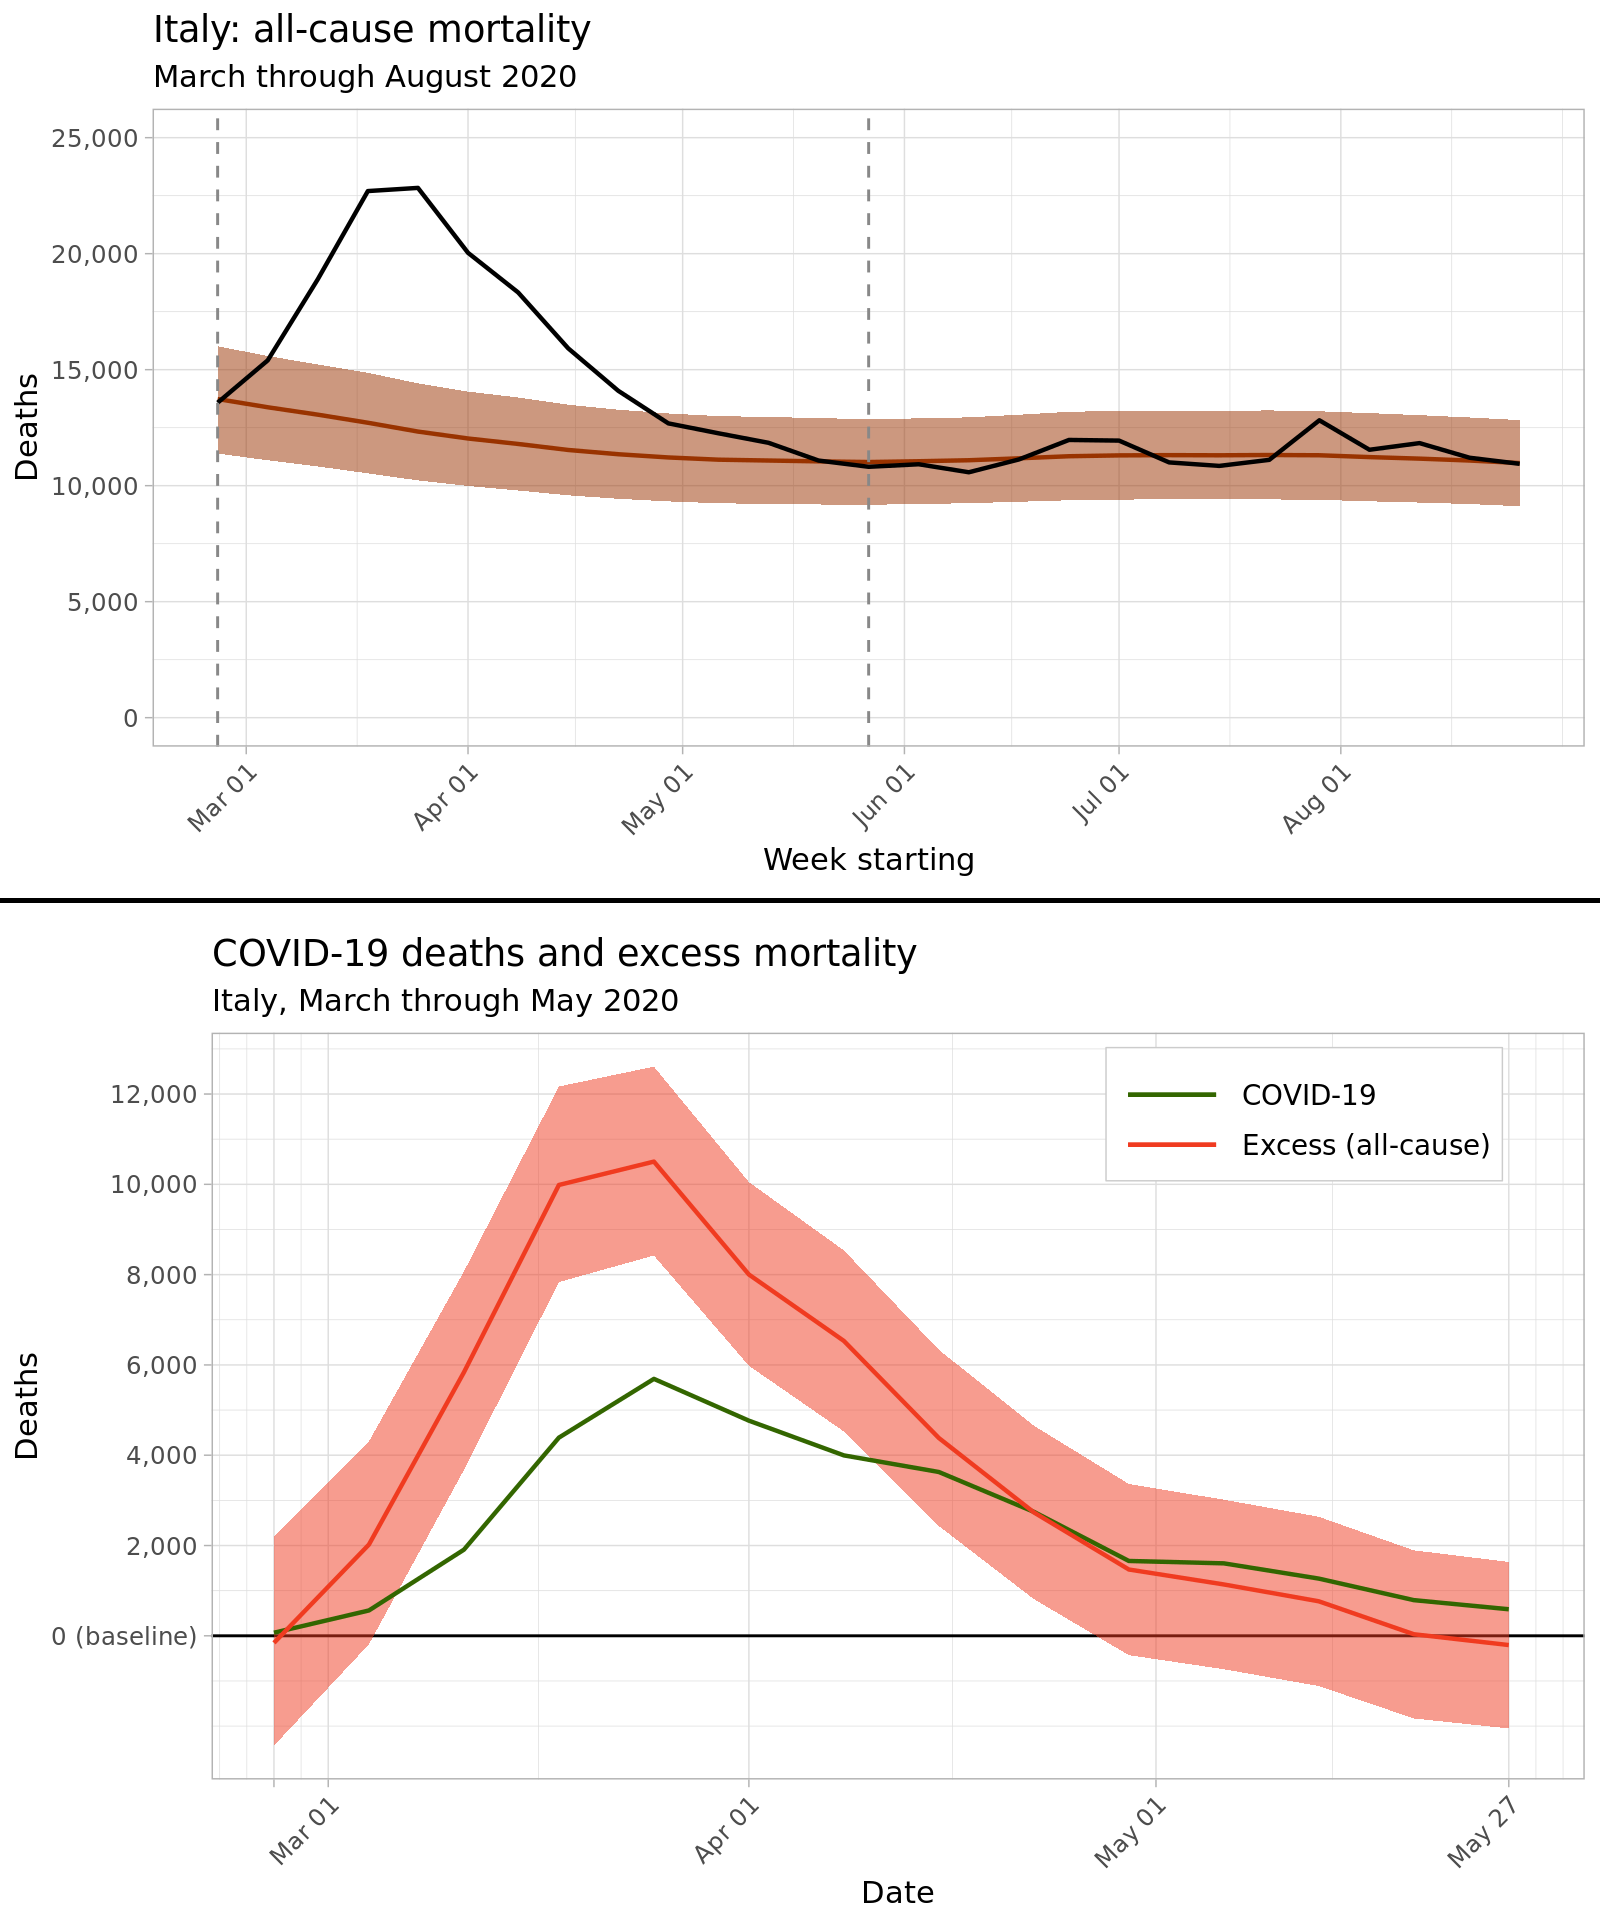 Italy: all-cause mortality
March through August 2020
Deaths
25,000
20,000
15,000
10,000
5,000
0
Mar 01
Apr 01
May 01
Jun 01
Jul 01
Aug 01
Week starting
COVID-19 deaths and excess mortality
Italy, March through May 2020
Deaths
12,000
10,000
8,000
6,000
4,000
2,000
0 (baseline)
COVID-19
Excess (all-cause)
Mar 01
Apr 01
May 01
May 27
Date